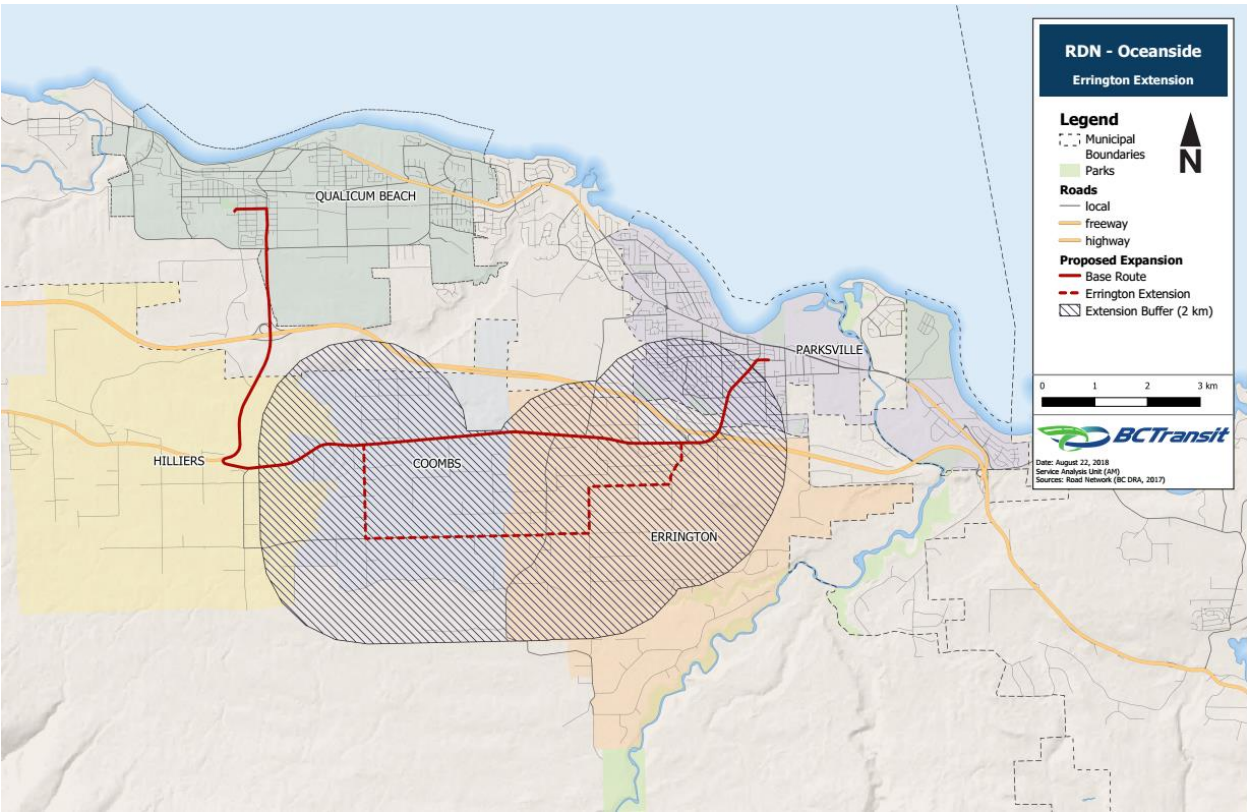 RDN - Oceanside
Errington Extension
Legend
Municipal
Boundaries
Parks
N
Roads
local
freeway
highway
Proposed Expansion
Base Route
Errington Extension
Extension Buffer (2 km)
0 1 2 3 km
BCTransit
Date: August 22, 2018
Service Analysis Unit (AM)
Sources: Road Network (BC DRA, 2017)
QUALICUM BEACH
PARKSVILLE
HILLIERS
COOMBS
ERRINGTON